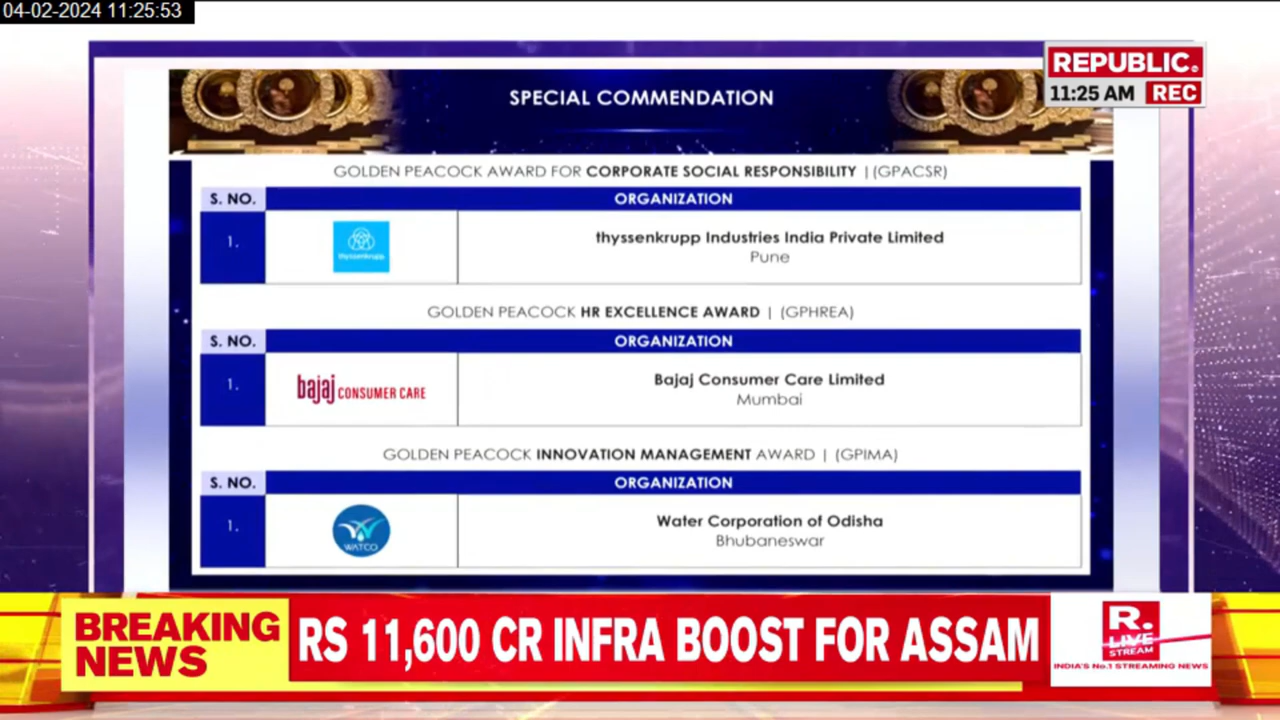 04-02-2024 11:25:53
REPUBLIC.
11:25 AM REC
SPECIAL COMMENDATION
GOLDEN PEACOCK AWARD FOR CORPORATE SOCIAL RESPONSIBILITY | (GPACSR)
S. NO. ORGANIZATION
1. thyssenkrupp thyssenkrupp Industries India Private Limited
Pune
GOLDEN PEACOCK HR EXCELLENCE AWARD | (GPHREA)
S. NO. ORGANIZATION
1. bajaj CONSUMER CARE Bajaj Consumer Care Limited
Mumbai
GOLDEN PEACOCK INNOVATION MANAGEMENT AWARD | (GPIMA)
S. NO. ORGANIZATION
1. WATCO Water Corporation of Odisha
Bhubaneswar
BREAKING
NEWS
RS 11,600 CR INFRA BOOST FOR ASSAM
R.
LIVE
STREAM
INDIA'S No.1 STREAMING NEWS